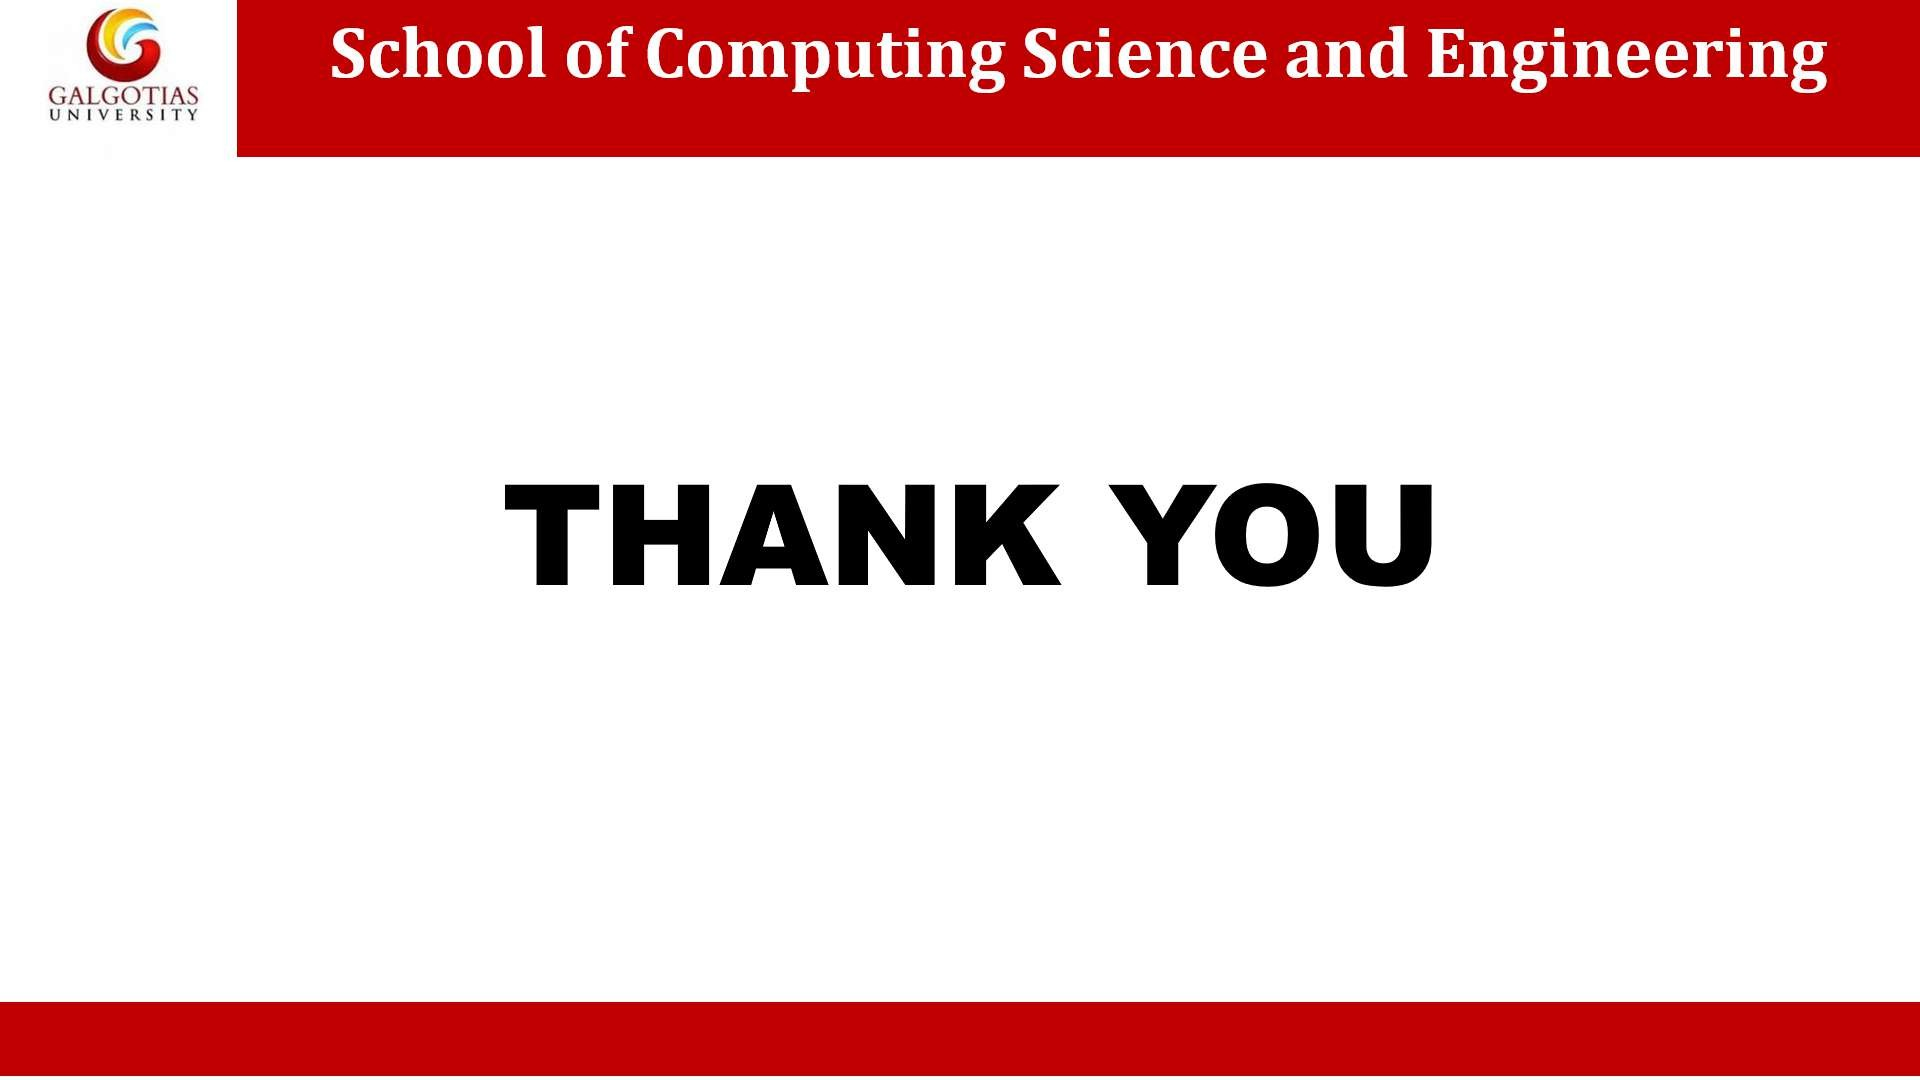 GALGOTIAS
UNIVERSITY
School of Computing Science and Engineering
THANK YOU